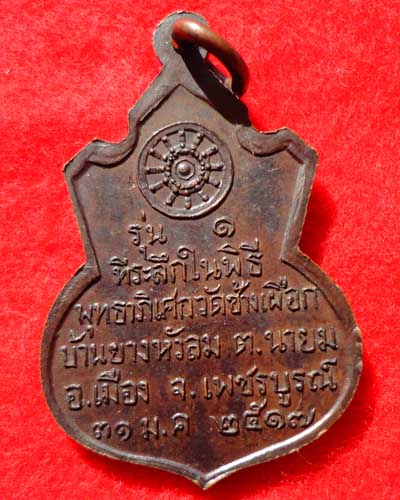 รุ่น ๑
ที่ระลึกในพิธี
พุทธาภิเศกวัดช้างเผือก
บ้านยางหัวลม ต.นายม
อ.เมือง จ.เพชรบูรณ์
๓๑ ม.ค ๒๕๑๗